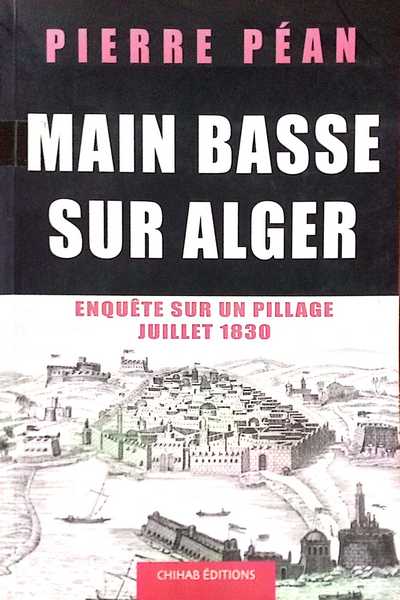 PIERRE PÉAN
MAIN BASSE
SUR ALGER
ENQUÊTE SUR UN PILLAGE
JUILLET 1830
CHIHAB ÉDITIONS